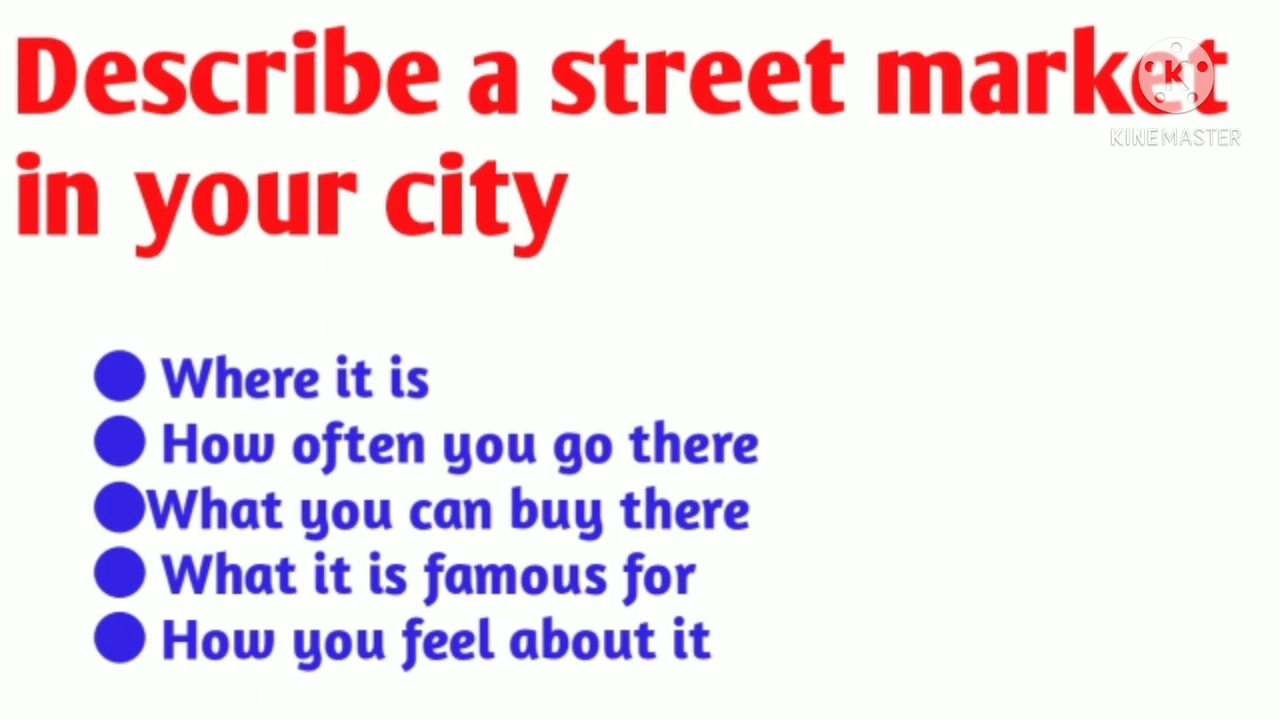 Describe a street market
in your city
KINEMASTER
● Where it is
● How often you go there
●What you can buy there
● What it is famous for
● How you feel about it